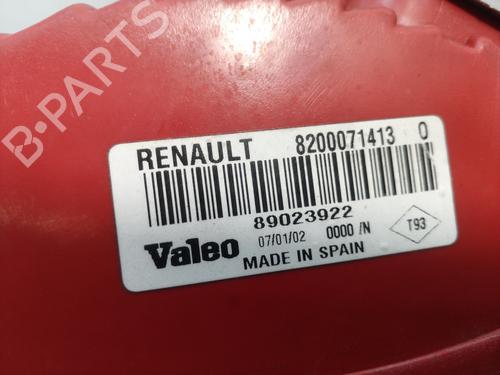 RENAULT 8200071413 0
89023922
Valeo 07/01/02 0000 /N T93
MADE IN SPAIN
B-PARTS